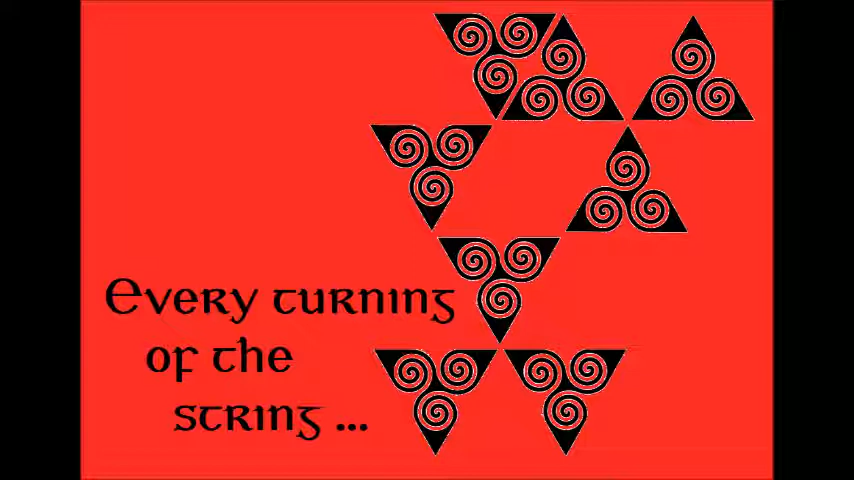 Every turning
of the
string ...